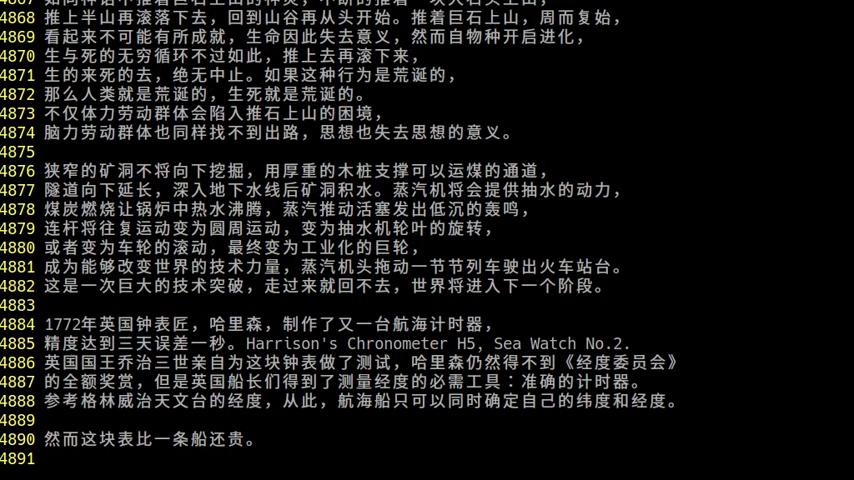 4868 推上半山再滚落下去，回到山谷再从头开始。推着巨石上山，周而复始，
4869 看起来不可能有所成就，生命因此失去意义，然而自物种开启进化，
4870 生与死的无穷循环不过如此，推上去再滚下来，
4871 生的来死的去，绝无中止。如果这种行为是荒诞的，
4872 那么人类就是荒诞的，生死就是荒诞的。
4873 不仅体力劳动群体会陷入推石上山的困境，
4874 脑力劳动群体也同样找不到出路，思想也失去思想的意义。
4875
4876 狭窄的矿洞不将向下挖掘，用厚重的木桩支撑可以运煤的通道，
4877 隧道向下延长，深入地下水线后矿洞积水。蒸汽机将会提供抽水的动力，
4878 煤炭燃烧让锅炉中热水沸腾，蒸汽推动活塞发出低沉的轰鸣，
4879 连杆将往复运动变为圆周运动，变为抽水机轮叶的旋转，
4880 或者变为车轮的滚动，最终变为工业化的巨轮，
4881 成为能够改变世界的技术力量，蒸汽机头拖动一节节列车驶出火车站台。
4882 这是一次巨大的技术突破，走过来就回不去，世界将进入下一个阶段。
4883
4884 1772年英国钟表匠，哈里森，制作了又一台航海计时器，
4885 精度达到三天误差一秒。Harrison's Chronometer H5, Sea Watch No.2.
4886 英国国王乔治三世亲自为这块钟表做了测试，哈里森仍然得不到《经度委员会》
4887 的全额奖赏，但是英国船长们得到了测量经度的必需工具：准确的计时器。
4888 参考格林威治天文台的经度，从此，航海船只可以同时确定自己的纬度和经度。
4889
4890 然而这块表比一条船还贵。
4891